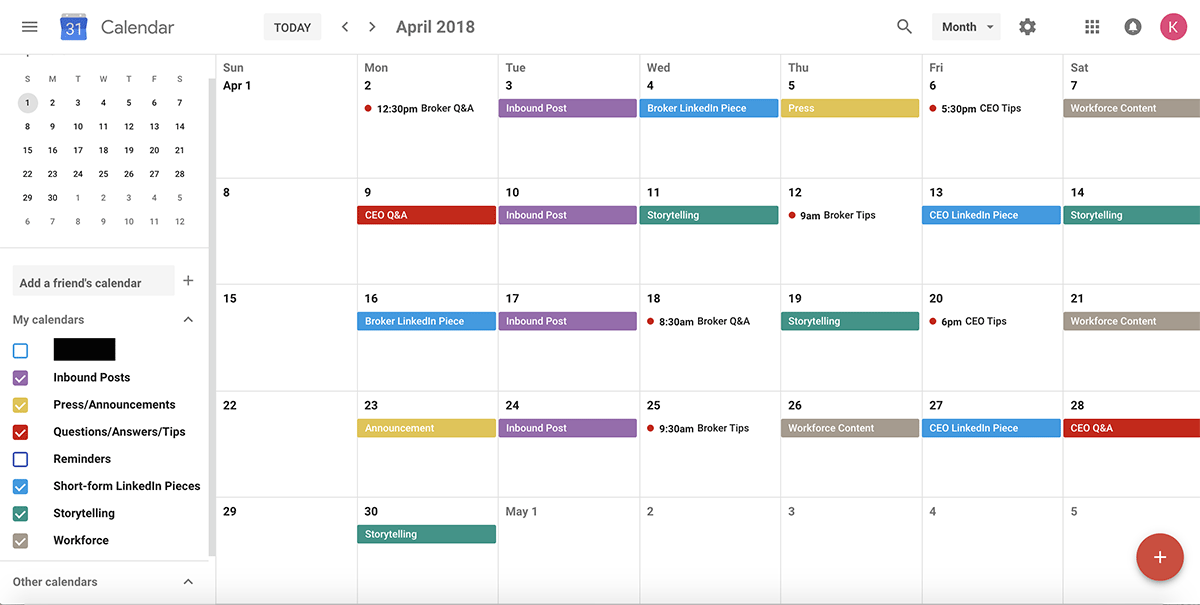 31 Calendar TODAY April 2018 Month K
S M T W T F S
1 2 3 4 5 6 7
8 9 10 11 12 13 14
15 16 17 18 19 20 21
22 23 24 25 26 27 28
29 30 1 2 3 4 5
6 7 8 9 10 11 12
Add a friend's calendar
My calendars
Inbound Posts
Press/Announcements
Questions/Answers/Tips
Reminders
Short-form LinkedIn Pieces
Storytelling
Workforce
Other calendars
Sun Mon Tue Wed Thu Fri Sat
Apr 1 2 3 4 5 6 7
12:30pm Broker Q&A Inbound Post Broker LinkedIn Piece Press 5:30pm CEO Tips Workforce Content
8 9 10 11 12 13 14
CEO Q&A Inbound Post Storytelling 9am Broker Tips CEO LinkedIn Piece Storytelling
15 16 17 18 19 20 21
Broker LinkedIn Piece Inbound Post 8:30am Broker Q&A Storytelling 6pm CEO Tips Workforce Content
22 23 24 25 26 27 28
Announcement Inbound Post 9:30am Broker Tips Workforce Content CEO LinkedIn Piece CEO Q&A
29 30 May 1 2 3 4 5
Storytelling